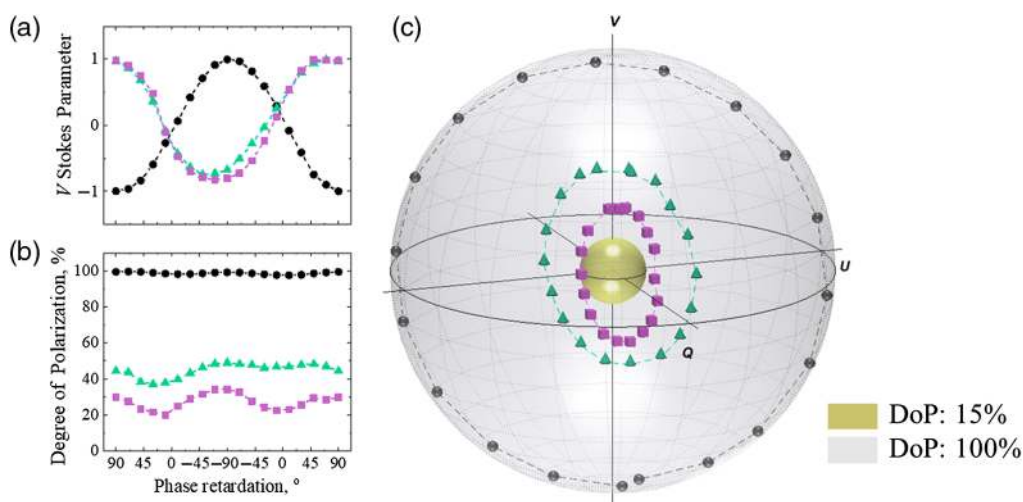 (a)
V Stokes Parameter
1
0
−1
(b)
Degree of Polarization, %
100
80
60
40
20
0
90 45 0 −45 −90 −45 0 45 90
Phase retardation, °
(c)
V
U
Q
DoP: 15%
DoP: 100%